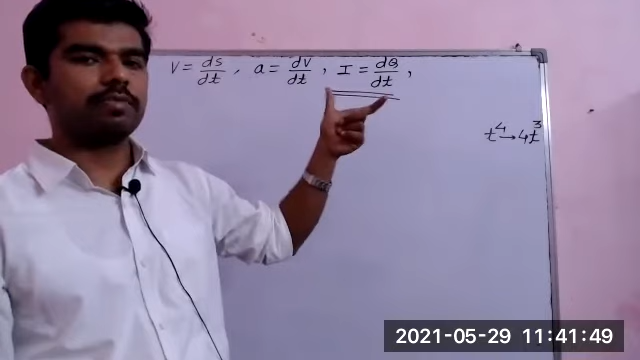 V = ds/dt, a = dv/dt, I = dQ/dt,
t⁴→4t³
2021-05-29 11:41:49